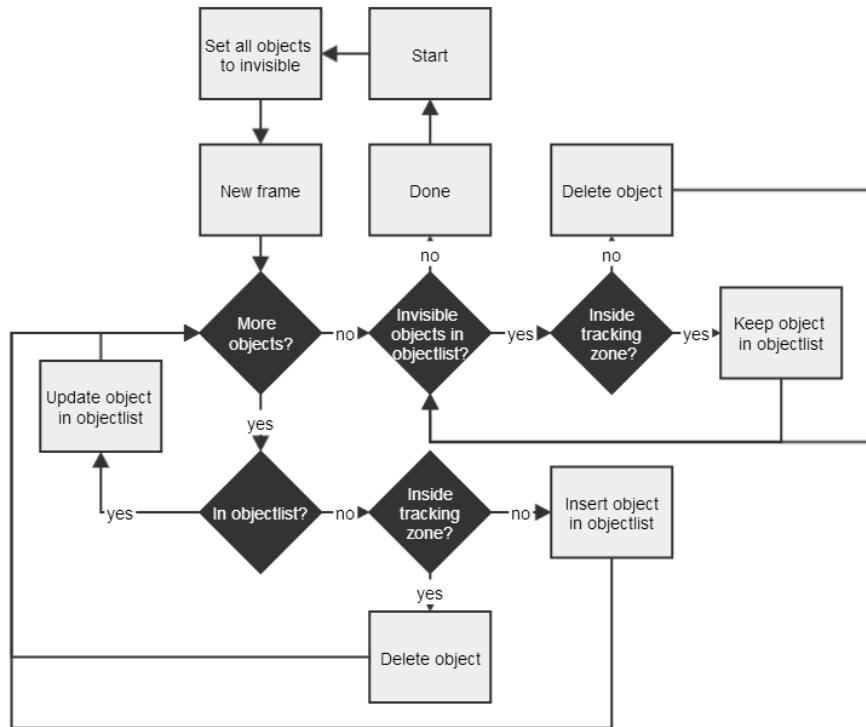 Set all objects
to invisible
Start
New frame
Done
Delete object
no
no
More
objects?
no
Invisible
objects in
objectlist?
yes
Inside
tracking
zone?
yes
Keep object
in objectlist
Update object
in objectlist
yes
yes
In objectlist?
no
Inside
tracking
zone?
no
Insert object
in objectlist
yes
Delete object